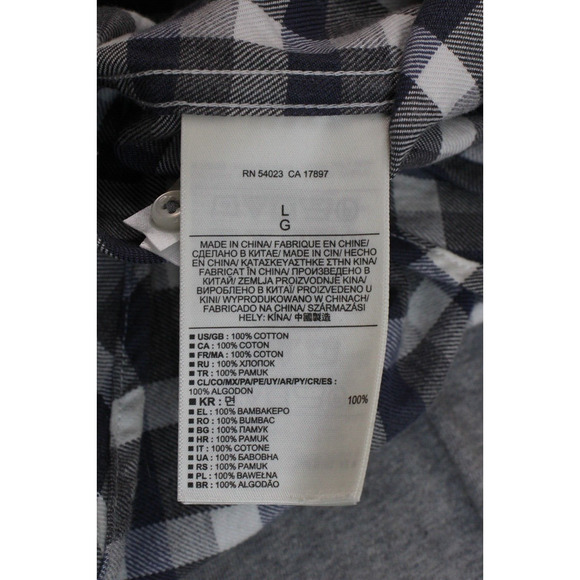 RN 54023 CA 17897
L
G
MADE IN CHINA/ FABRIQUE EN CHINE/
СДЕЛАНО В КИТАЕ/ MADE IN CIN/ HECHO
EN CHINA/ ΚΑΤΑΣΚΕΥΑΣΤΗΚΕ ΣΤΗΝ ΚΙΝΑ/
FABRICAT ÎN CHINA/ ПРОИЗВЕДЕНО В
КИТАЙ/ ZEMLJA PROIZVODNJE KINA/
ВИРОБЛЕНО В КИТАЇ/ PROIZVEDENO U
KINI/ WYPRODUKOWANO W CHINACH/
FABRICADO NA CHINA/ SZÁRMAZÁSI
HELY: KÍNA/ 中國製造
■ US/GB : 100% COTTON
■ CA : 100% COTON
■ FR/MA : 100% COTON
■ RU : 100% ХЛОПОК
■ TR : 100% PAMUK
■ CL/CO/MX/PA/PE/UY/AR/PY/CR/ES :
100% ALGODON
■ KR : 면 100%
■ EL : 100% ΒΑΜΒΑΚΕΡΟ
■ RO : 100% BUMBAC
■ BG : 100% ПАМУК
■ HR : 100% PAMUK
■ IT : 100% COTONE
■ UA : 100% БАВОВНА
■ RS : 100% PAMUK
■ PL : 100% BAWEŁNA
■ BR : 100% ALGODÃO